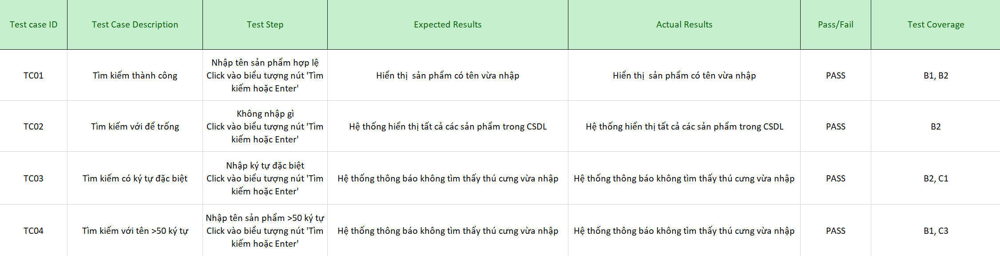 Test case ID
Test Case Description
Test Step
Expected Results
Actual Results
Pass/Fail
Test Coverage
TC01
Tìm kiếm thành công
Nhập tên sản phẩm hợp lệ
Click vào biểu tượng nút 'Tìm
kiếm hoặc Enter'
Hiển thị  sản phẩm có tên vừa nhập
Hiển thị  sản phẩm có tên vừa nhập
PASS
B1, B2
TC02
Tìm kiếm với để trống
Không nhập gì
Click vào biểu tượng nút 'Tìm
kiếm hoặc Enter'
Hệ thống hiển thị tất cả các sản phẩm trong CSDL
Hệ thống hiển thị tất cả các sản phẩm trong CSDL
PASS
B2
TC03
Tìm kiếm có ký tự đặc biệt
Nhập ký tự đặc biệt
Click vào biểu tượng nút 'Tìm
kiếm hoặc Enter'
Hệ thống thông báo không tìm thấy thú cưng vừa nhập
Hệ thống thông báo không tìm thấy thú cưng vừa nhập
PASS
B2, C1
TC04
Tìm kiếm với tên >50 ký tự
Nhập tên sản phẩm >50 ký tự
Click vào biểu tượng nút 'Tìm
kiếm hoặc Enter'
Hệ thống thông báo không tìm thấy thú cưng vừa nhập
Hệ thống thông báo không tìm thấy thú cưng vừa nhập
PASS
B1, C3